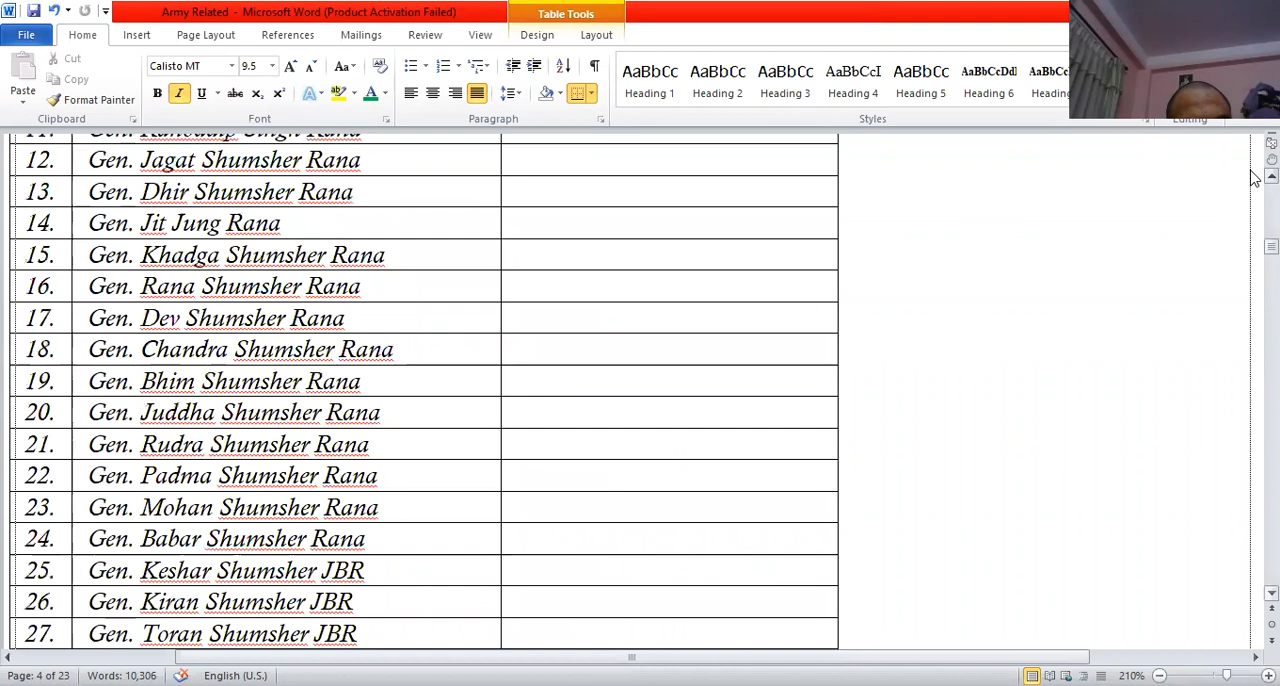 Army Related - Microsoft Word (Product Activation Failed)
Table Tools
File Home Insert Page Layout References Mailings Review View Design Layout
Cut
Copy
Format Painter
Paste
Clipboard
Calisto MT 9.5
Font
Paragraph
AaBbCc AaBbCc AaBbCc AaBbCcI AaBbCc AaBbCcDd AaBbCc
Heading 1 Heading 2 Heading 3 Heading 4 Heading 5 Heading 6 Heading
Styles
Editing
11. Gen. Ranoddip Singh Rana
12. Gen. Jagat Shumsher Rana
13. Gen. Dhir Shumsher Rana
14. Gen. Jit Jung Rana
15. Gen. Khadga Shumsher Rana
16. Gen. Rana Shumsher Rana
17. Gen. Dev Shumsher Rana
18. Gen. Chandra Shumsher Rana
19. Gen. Bhim Shumsher Rana
20. Gen. Juddha Shumsher Rana
21. Gen. Rudra Shumsher Rana
22. Gen. Padma Shumsher Rana
23. Gen. Mohan Shumsher Rana
24. Gen. Babar Shumsher Rana
25. Gen. Keshar Shumsher JBR
26. Gen. Kiran Shumsher JBR
27. Gen. Toran Shumsher JBR
Page: 4 of 23 Words: 10,306 English (U.S.) 210%